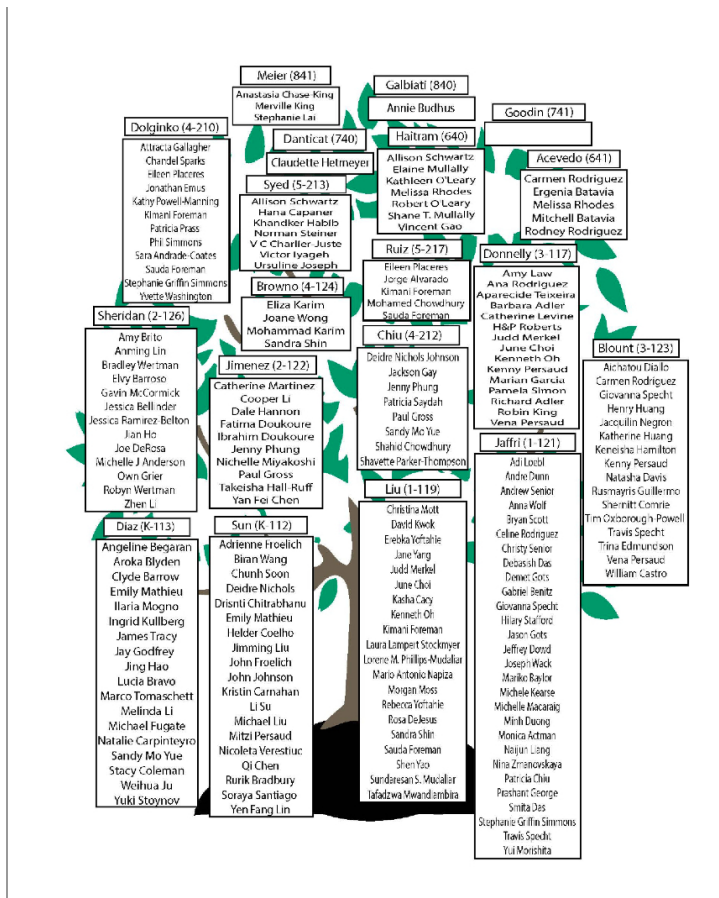 Meier (841)
Anastasia Chase-King
Merville King
Stephanie Lai
Galbiati (840)
Annie Budhus
Goodin (741)
Dolginko (4-210)
Attracta Gallagher
Chandel Sparks
Eileen Placeres
Jonathan Emus
Kathy Powell-Manning
Kimani Foreman
Patricia Prass
Phil Simmons
Sara Andrade-Coates
Sauda Foreman
Stephanie Griffin Simmons
Yvette Washington
Danticat (740)
Claudette Hetmeyer
Haitram (640)
Allison Schwartz
Elaine Mullally
Kathleen O'Leary
Melissa Rhodes
Robert O'Leary
Shane T. Mullally
Vincent Gao
Acevedo (641)
Carmen Rodriguez
Ergenia Batavia
Melissa Rhodes
Mitchell Batavia
Rodney Rodriguez
Syed (5-213)
Allison Schwartz
Hana Capaner
Khandker Habib
Norman Steiner
V C Charlier-Juste
Victor Iyageh
Ursuline Joseph
Ruiz (5-217)
Eileen Placeres
Jorge Alvarado
Kimani Foreman
Mohamed Chowdhury
Sauda Foreman
Donnelly (3-117)
Amy Law
Ana Rodriguez
Aparecide Teixeira
Barbara Adler
Catherine Levine
H&P Roberts
Judd Merkel
June Choi
Kenneth Oh
Kenny Persaud
Marian Garcia
Pamela Simon
Richard Adler
Robin King
Vena Persaud
Browno (4-124)
Eliza Karim
Joane Wong
Mohammad Karim
Sandra Shin
Sheridan (2-126)
Amy Brito
Anming Lin
Bradley Wertman
Elvy Barroso
Gavin McCormick
Jessica Bellinder
Jessica Ramirez-Belton
Jian Ho
Joe DeRosa
Michelle J Anderson
Own Grier
Robyn Wertman
Zhen Li
Chiu (4-212)
Deidre Nichols Johnson
Jackson Gay
Jenny Phung
Patricia Saydah
Paul Gross
Sandy Mo Yue
Shahid Chowdhury
Shavette Parker-Thompson
Blount (3-123)
Aichatou Diallo
Carmen Rodriguez
Giovanna Specht
Henry Huang
Jacquilin Negron
Katherine Huang
Keneisha Hamilton
Kenny Persaud
Natasha Davis
Rusmayris Guillermo
Shernitt Comrie
Tim Oxborough-Powell
Travis Specht
Trina Edmundson
Vena Persaud
William Castro
Jimenez (2-122)
Catherine Martinez
Cooper Li
Dale Hannon
Fatima Doukoure
Ibrahim Doukoure
Jenny Phung
Nichelle Miyakoshi
Paul Gross
Takeisha Hall-Ruff
Yan Fei Chen
Jaffri (1-121)
Adi Loebl
Andre Dunn
Andrew Senior
Anna Wolf
Bryan Scott
Celine Rodriguez
Christy Senior
Debasish Das
Demet Gots
Gabriel Benitz
Giovanna Specht
Hilary Stafford
Jason Gots
Jeffrey Dowd
Joseph Wack
Mariko Baylor
Michele Kearse
Michelle Macaraig
Minh Duong
Monica Actman
Naijun Liang
Nina Zmanovskaya
Patricia Chiu
Prashant George
Smita Das
Stephanie Griffin Simmons
Travis Specht
Yui Morishita
Liu (1-119)
Christina Mott
David Kwok
Erebka Yoftahie
Jane Yang
Judd Merkel
June Choi
Kasha Cacy
Kenneth Oh
Kimani Foreman
Laura Lampert Stockmyer
Lorene M. Phillips-Mudaliar
Mario Antonio Napiza
Morgan Moss
Rebecca Yoftahie
Rosa DeJesus
Sandra Shin
Sauda Foreman
Shen Yao
Sundaresan S. Mudaliar
Tafadzwa Mwandiambira
Diaz (K-113)
Angeline Begaran
Aroka Blyden
Clyde Barrow
Emily Mathieu
Ilaria Mogno
Ingrid Kullberg
James Tracy
Jay Godfrey
Jing Hao
Lucia Bravo
Marco Tomaschett
Melinda Li
Michael Fugate
Natalie Carpinteyro
Sandy Mo Yue
Stacy Coleman
Weihua Ju
Yuki Stoynov
Sun (K-112)
Adrienne Froelich
Biran Wang
Chunh Soon
Deidre Nichols
Drisnti Chitrabhanu
Emily Mathieu
Helder Coelho
Jimming Liu
John Froelich
John Johnson
Kristin Carnahan
Li Su
Michael Liu
Mitzi Persaud
Nicoleta Verestiuc
Qi Chen
Rurik Bradbury
Soraya Santiago
Yen Fang Lin